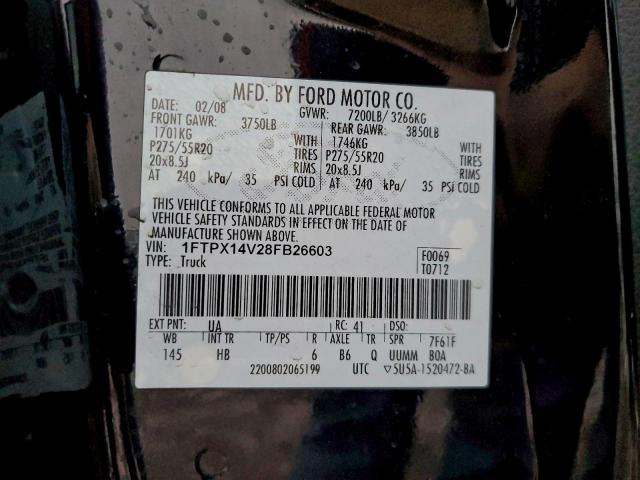 MFD. BY FORD MOTOR CO.
DATE: 02/08 GVWR: 7200LB/ 3266KG
FRONT GAWR: 3750LB REAR GAWR: 3850LB
1701KG WITH 1746KG WITH
P275/55R20 TIRES P275/55R20 TIRES
20x8.5J RIMS 20x8.5J RIMS
AT 240 kPa/ 35 PSI COLD AT 240 kPa/ 35 PSI COLD
THIS VEHICLE CONFORMS TO ALL APPLICABLE FEDERAL MOTOR
VEHICLE SAFETY STANDARDS IN EFFECT ON THE DATE OF
MANUFACTURE SHOWN ABOVE.
VIN: 1FTPX14V28FB26603 F0069
TYPE: Truck T0712
EXT PNT: UA RC: 41 DSO:
WB INT TR TP/PS R AXLE TR SPR 7F61F
145 HB 6 B6 Q UUMM B0A
2200802065199 UTC ▽5U5A-1520472-BA